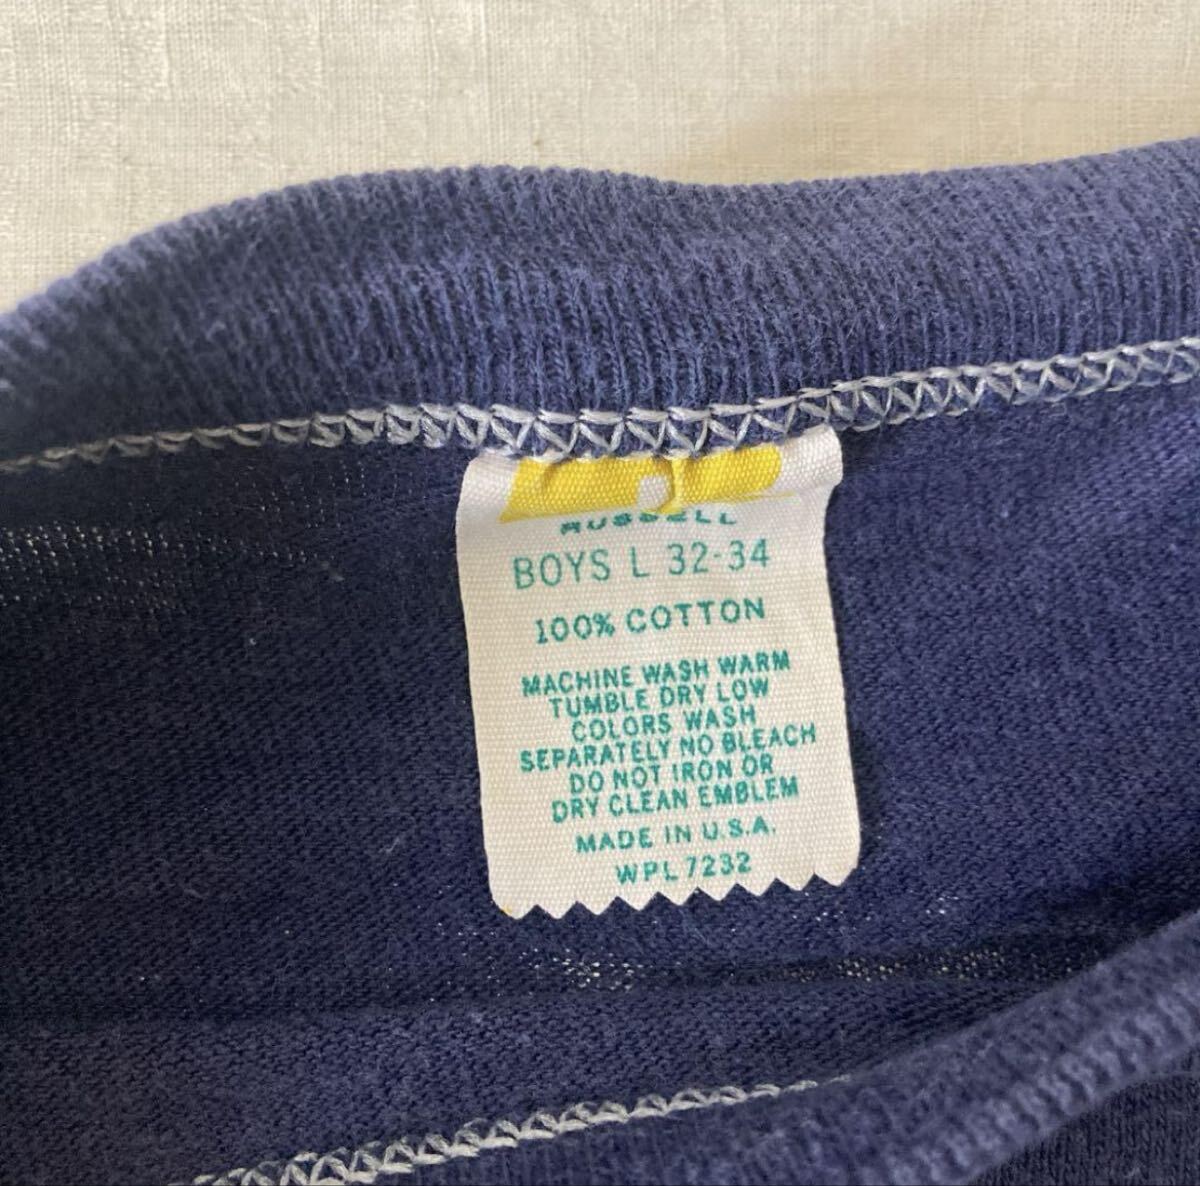 RUSSELL
BOYS L 32-34
100% COTTON
MACHINE WASH WARM
TUMBLE DRY LOW
COLORS WASH
SEPARATELY NO BLEACH
DO NOT IRON OR
DRY CLEAN EMBLEM
MADE IN U.S.A.
WPL 7232